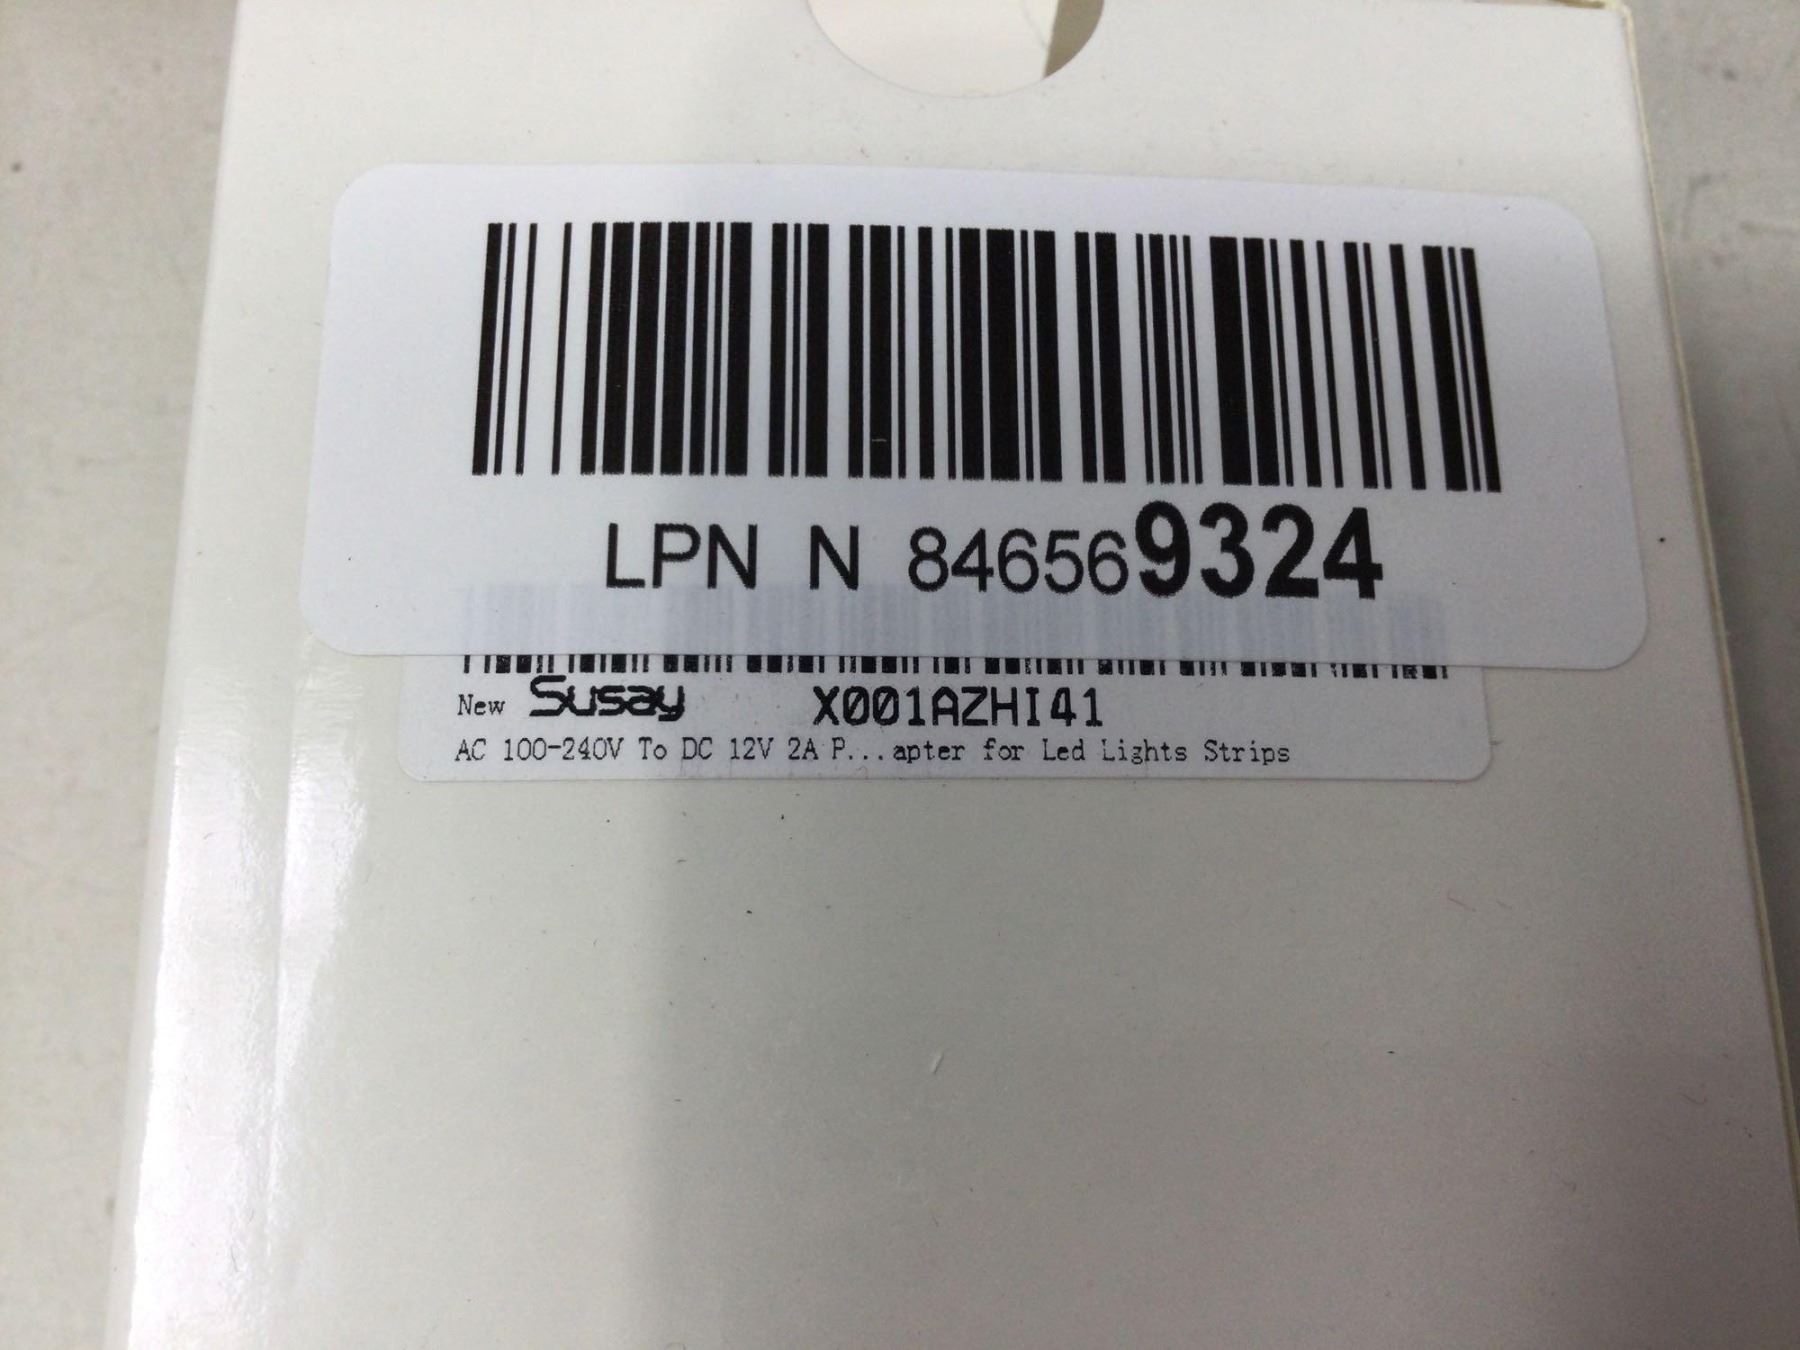 LPN N 846569324
New Susay X001AZHI41
AC 100-240V To DC 12V 2A P...apter for Led Lights Strips